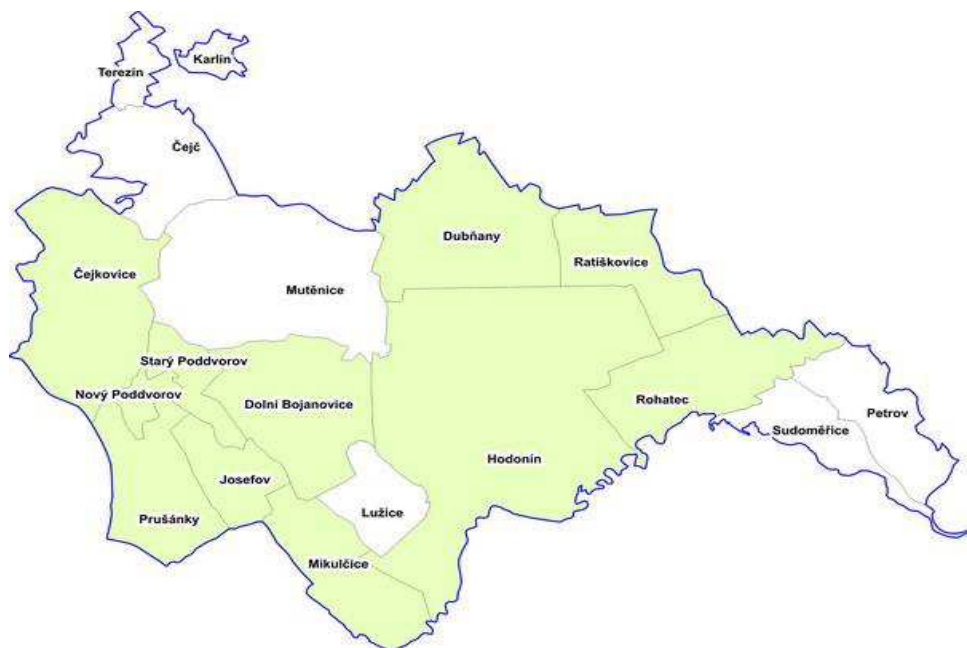 Karlín
Terezín
Čejč
Dubňany
Ratíškovice
Čejkovice
Mutěnice
Starý Poddvorov
Nový Poddvorov
Dolní Bojanovice
Rohatec
Petrov
Sudoměřice
Hodonín
Josefov
Lužice
Prušánky
Mikulčice